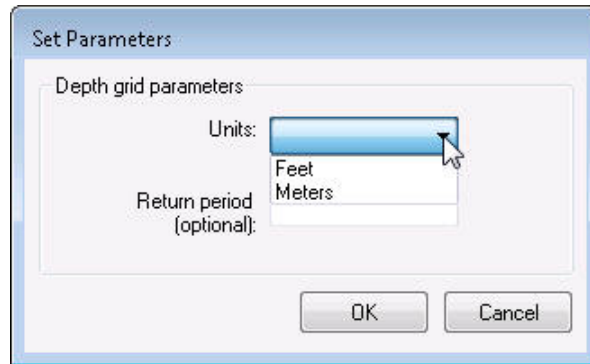 Set Parameters
Depth grid parameters
Units:
Feet
Meters
Return period
(optional):
OK
Cancel